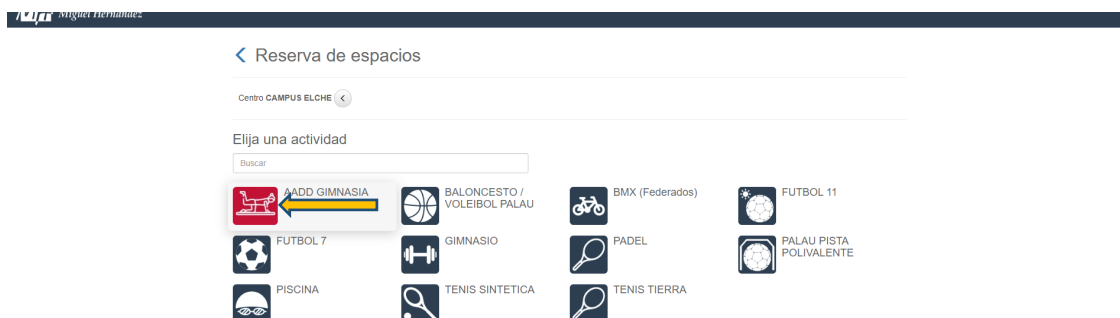 Miguel Hernández
Reserva de espacios
Centro CAMPUS ELCHE
Elija una actividad
Buscar
AADD GIMNASIA
BALONCESTO /
VOLEIBOL PALAU
BMX (Federados)
FUTBOL 11
FUTBOL 7
GIMNASIO
PADEL
PALAU PISTA
POLIVALENTE
PISCINA
TENIS SINTETICA
TENIS TIERRA